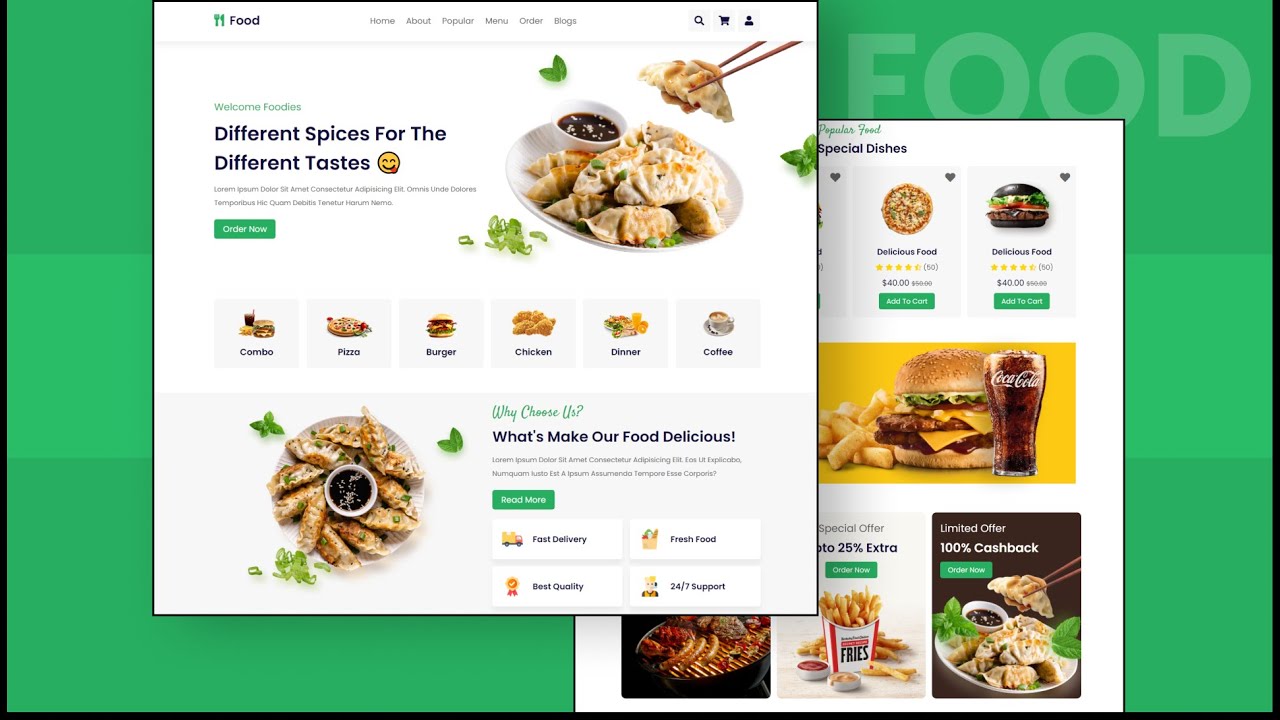 Food
Home About Popular Menu Order Blogs
FOOD
Welcome Foodies
Different Spices For The
Different Tastes 😋
Lorem Ipsum Dolor Sit Amet Consectetur Adipisicing Elit. Omnis Unde Dolores
Temporibus Hic Quam Debitis Tenetur Harum Nemo.
Order Now
Combo
Pizza
Burger
Chicken
Dinner
Coffee
Why Choose Us?
What's Make Our Food Delicious!
Lorem Ipsum Dolor Sit Amet Consectetur Adipisicing Elit. Eos Ut Explicabo,
Numquam Iusto Est A Ipsum Assumenda Tempore Esse Corporis?
Read More
Fast Delivery
Fresh Food
Best Quality
24/7 Support
Popular Food
Special Dishes
Delicious Food
(50)
$40.00 $50.00
Add To Cart
Delicious Food
(50)
$40.00 $50.00
Add To Cart
Coca-Cola
Special Offer
to 25% Extra
Order Now
FRIES
Limited Offer
100% Cashback
Order Now